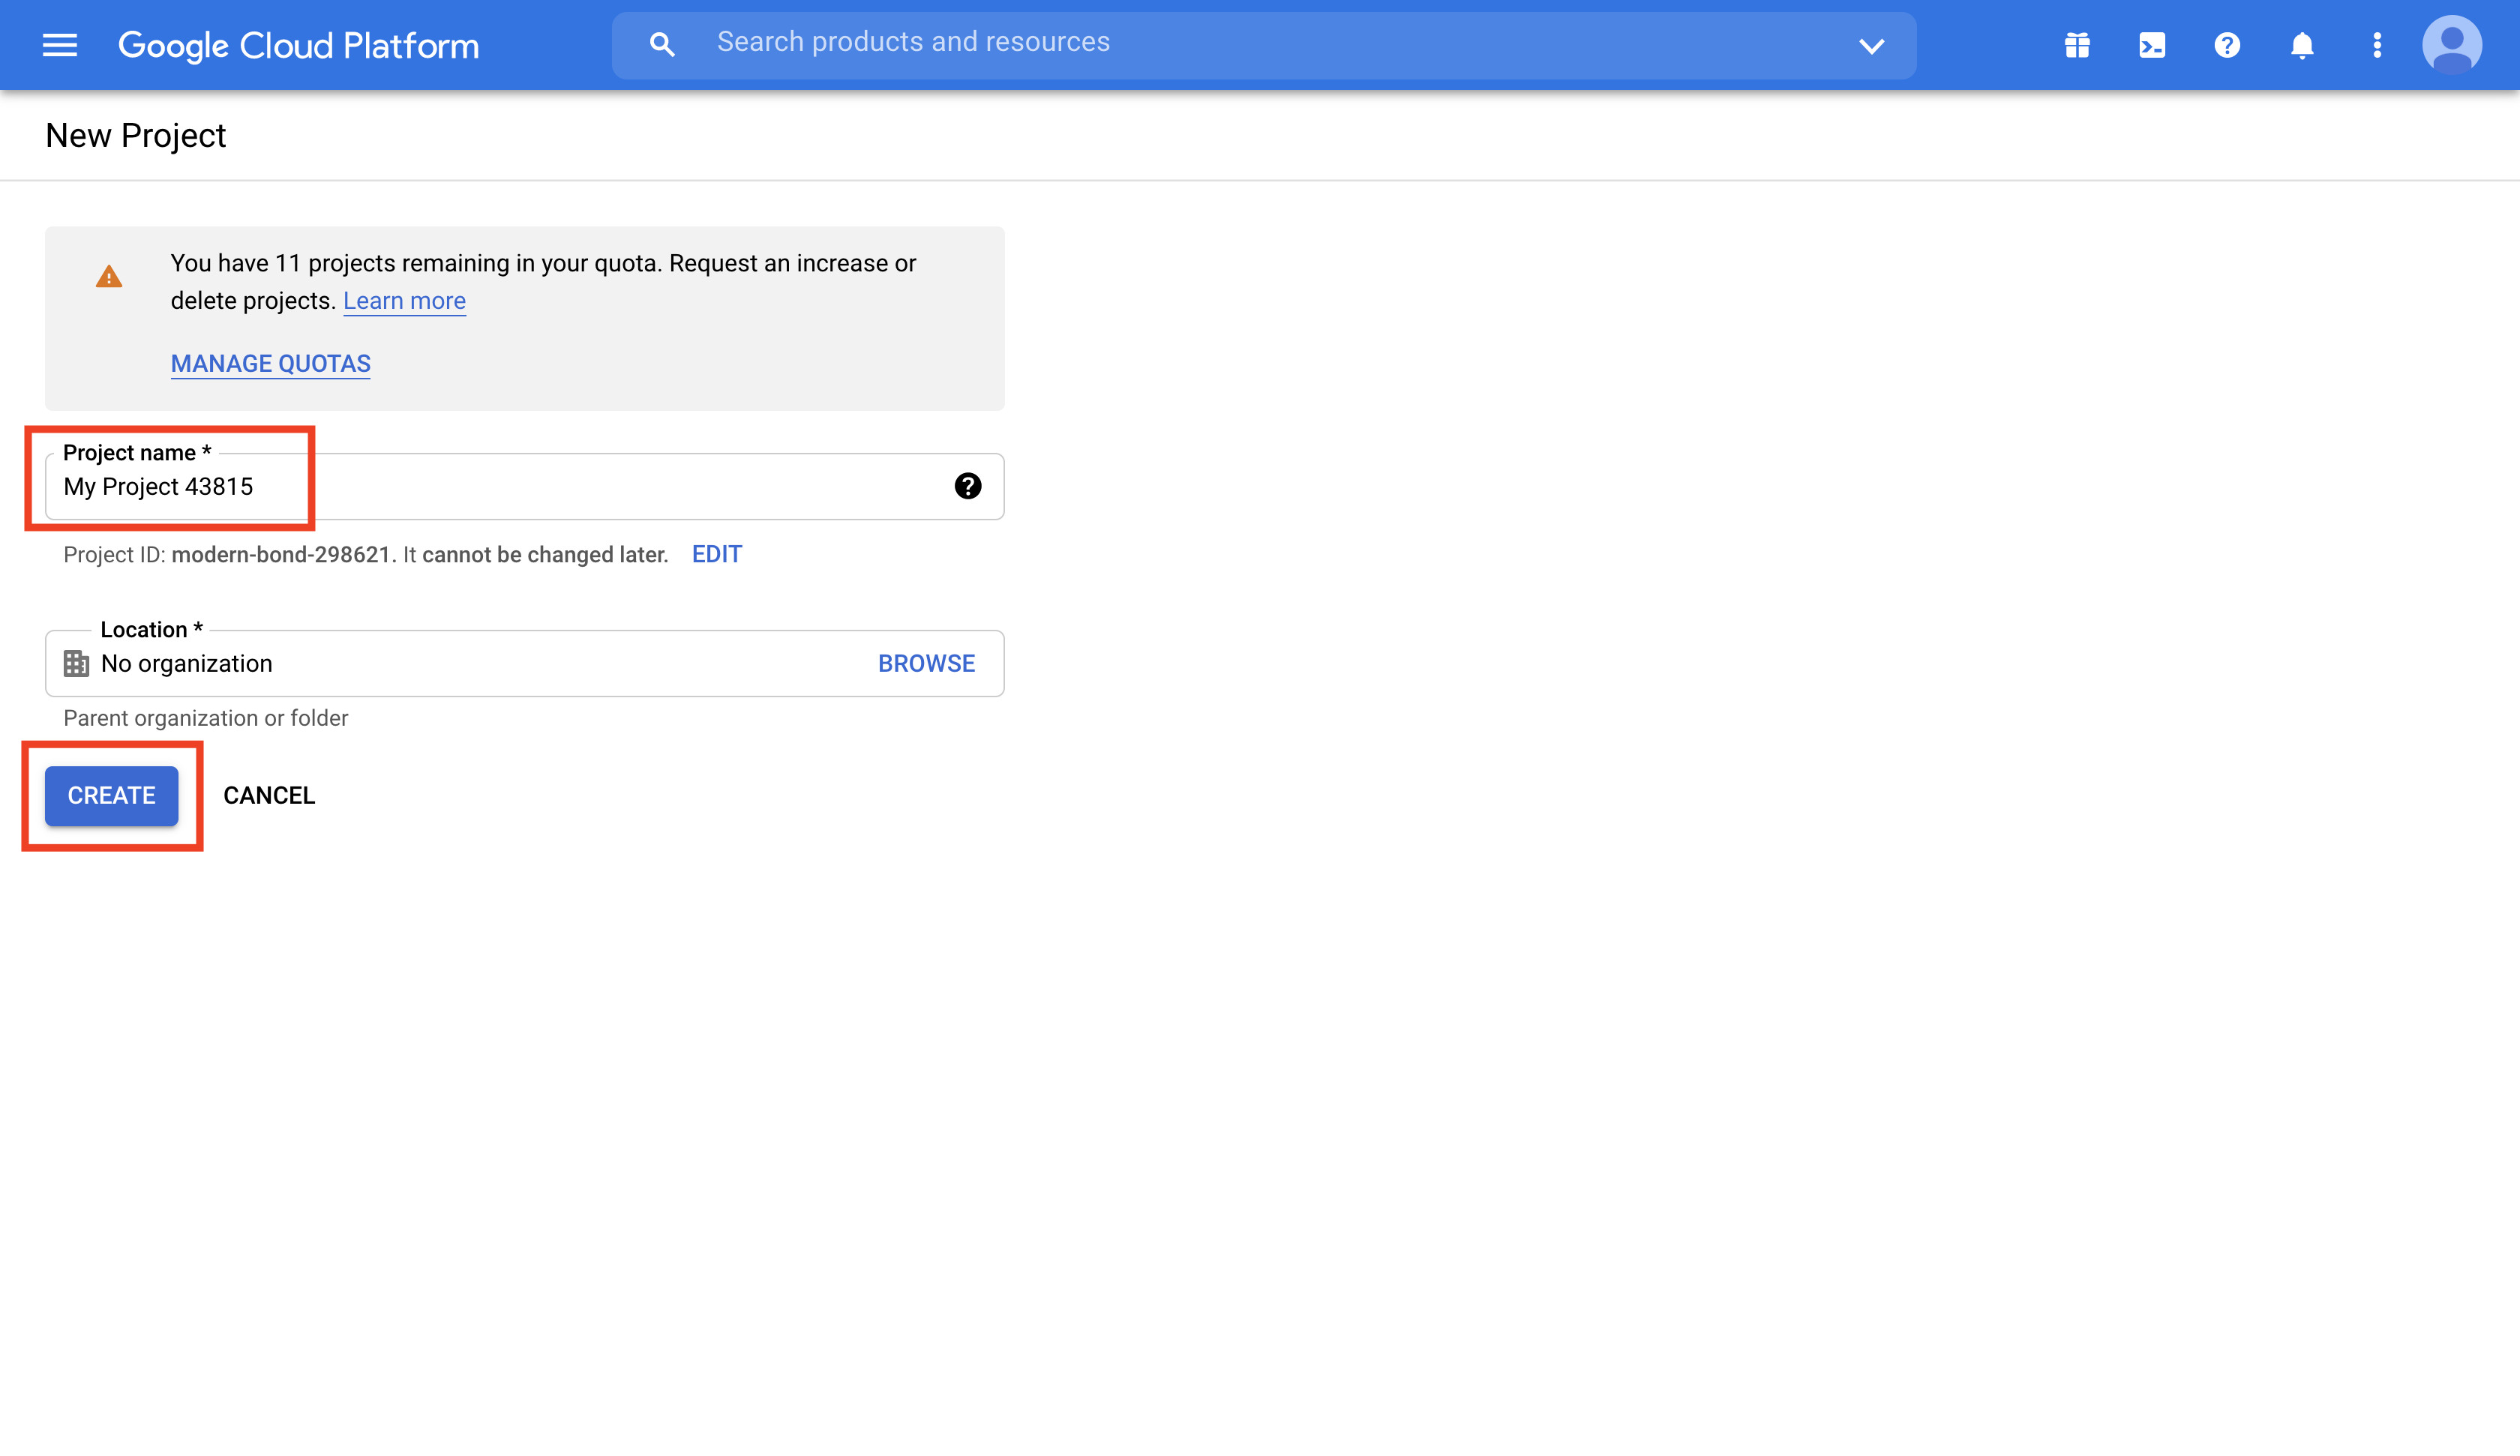 Google Cloud Platform
Search products and resources
New Project
You have 11 projects remaining in your quota. Request an increase or
delete projects. Learn more
MANAGE QUOTAS
Project name *
My Project 43815
Project ID: modern-bond-298621. It cannot be changed later. EDIT
Location *
No organization
BROWSE
Parent organization or folder
CREATE
CANCEL